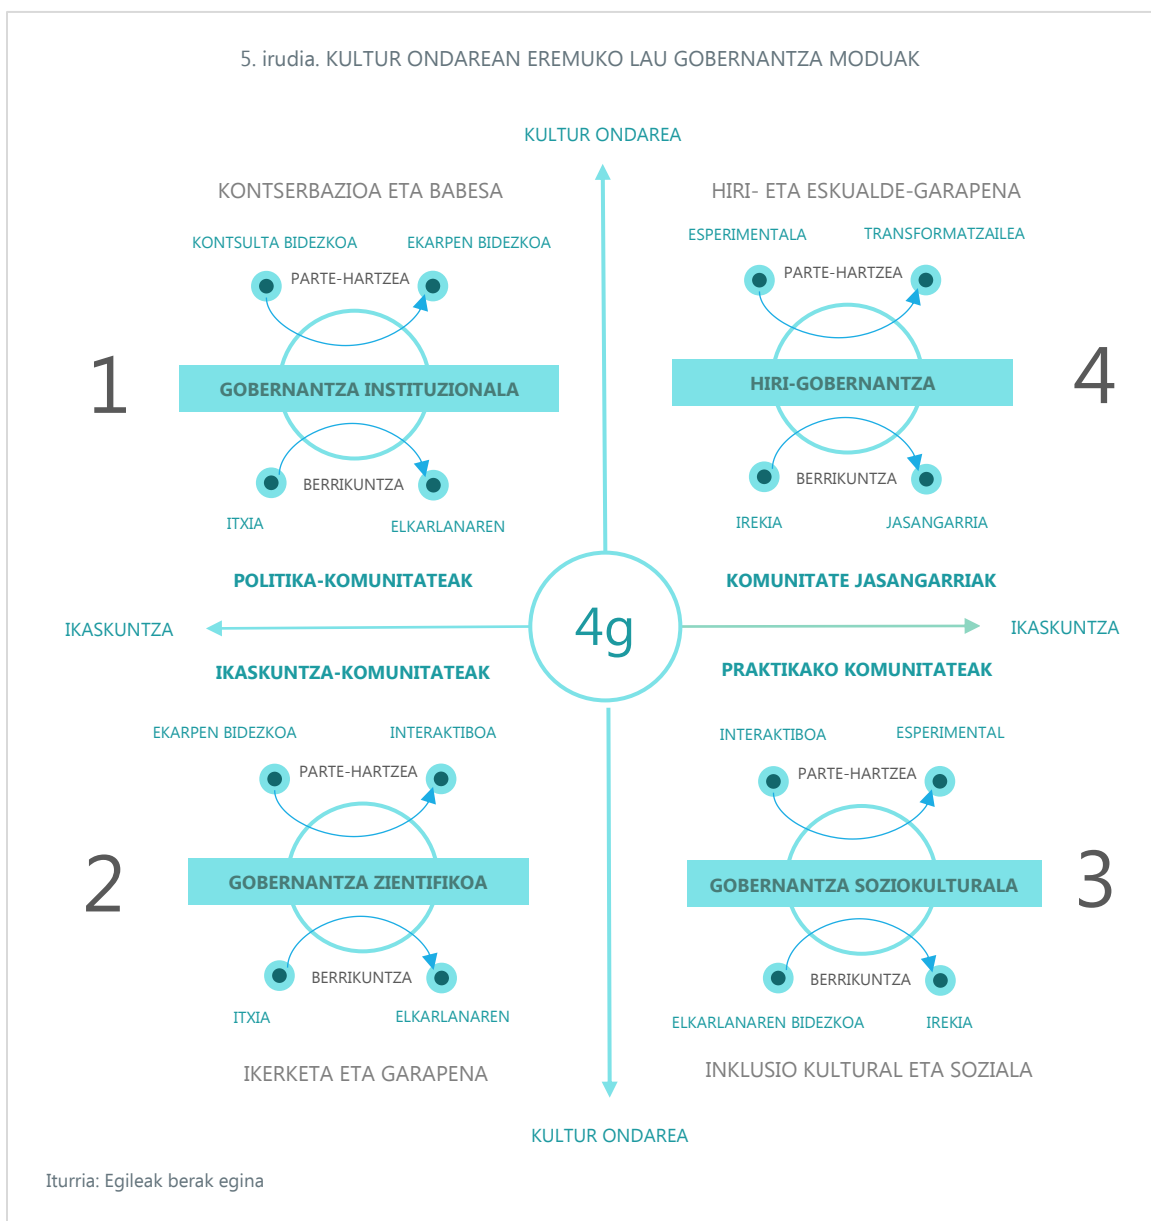 5. irudia. KULTUR ONDAREAN EREMUKO LAU GOBERNANTZA MODUAK
KULTUR ONDAREA
KONTSERBAZIOA ETA BABESA
KONTSULTA BIDEZKOA
EKARPEN BIDEZKOA
PARTE-HARTZEA
1
GOBERNANTZA INSTITUZIONALA
BERRIKUNTZA
ITXIA
ELKARLANAREN
POLITIKA-KOMUNITATEAK
HIRI- ETA ESKUALDE-GARAPENA
ESPERIMENTALA
TRANSFORMATZAILEA
PARTE-HARTZEA
HIRI-GOBERNANTZA
4
BERRIKUNTZA
IREKIA
JASANGARRIA
KOMUNITATE JASANGARRIAK
IKASKUNTZA
4g
IKASKUNTZA
IKASKUNTZA-KOMUNITATEAK
EKARPEN BIDEZKOA
INTERAKTIBOA
PARTE-HARTZEA
2
GOBERNANTZA ZIENTIFIKOA
BERRIKUNTZA
ITXIA
ELKARLANAREN
IKERKETA ETA GARAPENA
PRAKTIKAKO KOMUNITATEAK
INTERAKTIBOA
ESPERIMENTAL
PARTE-HARTZEA
GOBERNANTZA SOZIOKULTURALA
3
BERRIKUNTZA
ELKARLANAREN BIDEZKOA
IREKIA
INKLUSIO KULTURAL ETA SOZIALA
KULTUR ONDAREA
Iturria: Egileak berak egina